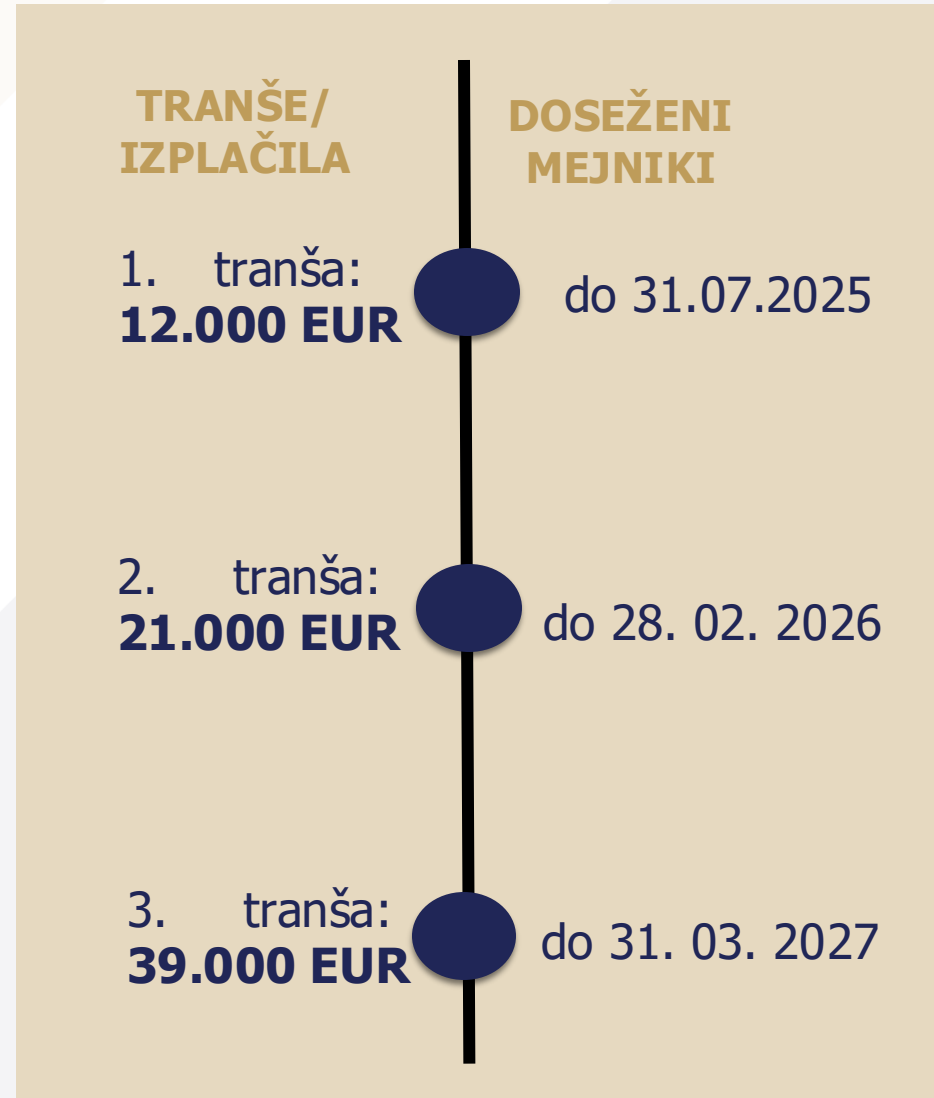 TRANŠE/
IZPLAČILA
DOSEŽENI
MEJNIKI
1. tranša:
12.000 EUR
do 31.07.2025
2. tranša:
21.000 EUR
do 28. 02. 2026
3. tranša:
39.000 EUR
do 31. 03. 2027